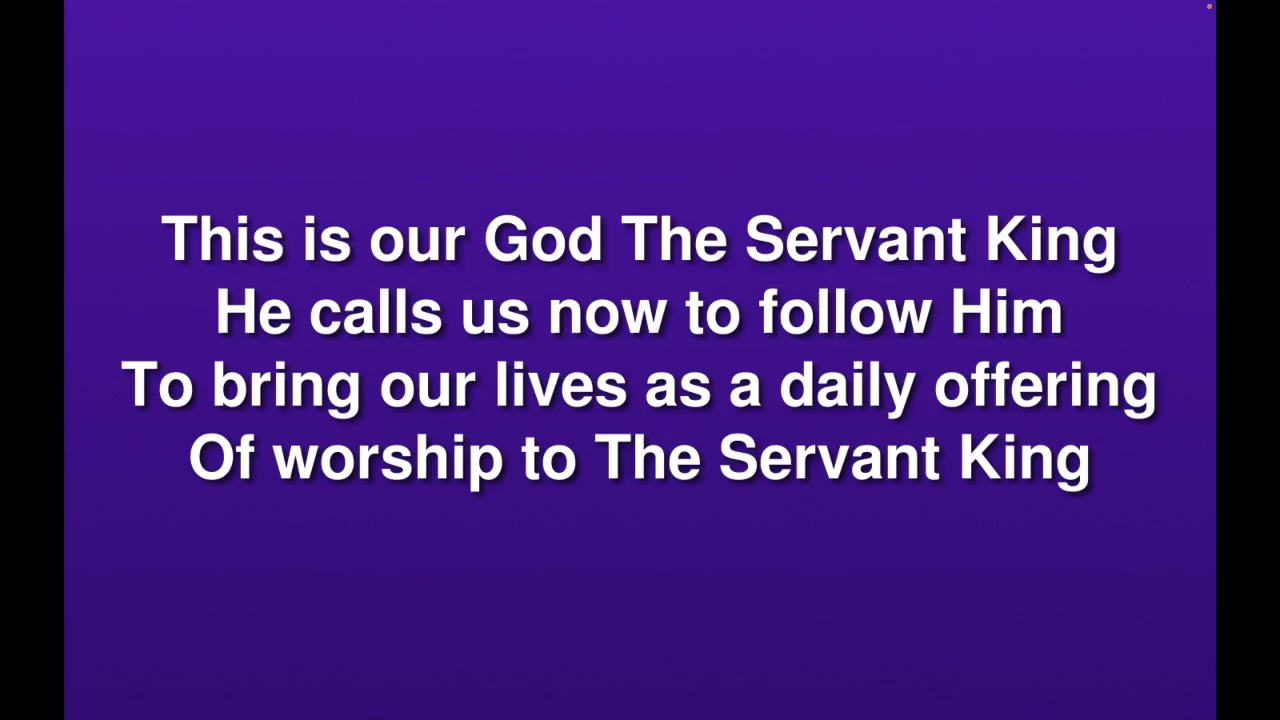 This is our God The Servant King
He calls us now to follow Him
To bring our lives as a daily offering
Of worship to The Servant King